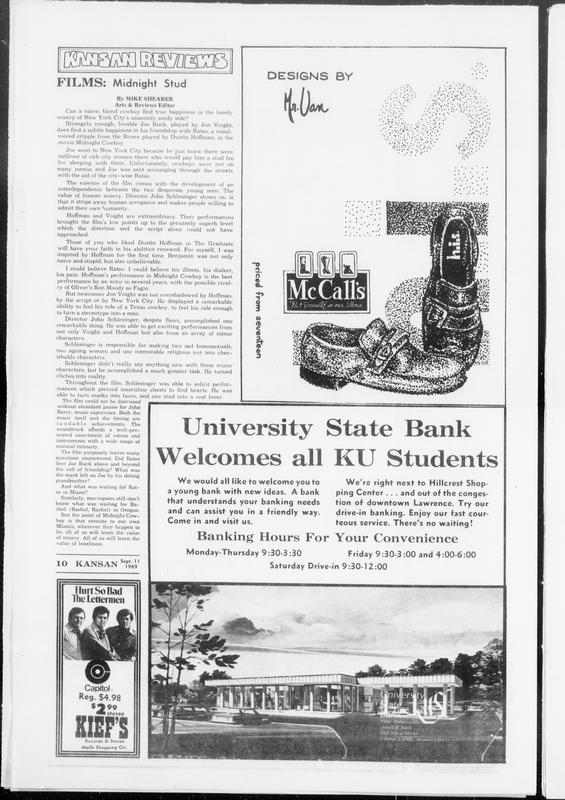 KANSAN REVIEWS
FILMS: Midnight Stud
By MIKE SHEARER
Arts & Reviews Editor
Can a naive, blond cowboy find true happiness in the lonely
misery of New York City's unseemly seedy side?
Strangely enough, lovable Joe Buck, played by Jon Voight,
does find a subtle happiness in his friendship with Ratso, a nasal-
voiced cripple from the Bronx played by Dustin Hoffman, in the
movie Midnight Cowboy.
Joe went to New York City because he just knew there were
millions of rich city women there who would pay him a stud fee
for sleeping with them. Unfortunately, cowboys were not on
many menus and Joe was sent scrounging through the streets
with the aid of the city-wise Ratso.
The essence of the film comes with the development of an
interdependence between the two desperate young men. The
value of human misery, Director John Schlesinger shows us, is
that it strips away human arrogance and makes people willing to
admit their own humanity.
Hoffman and Voight are extraordinary. Their performances
brought the film's low points up to the genuinely superb level
which the direction and the script alone could not have
approached.
Those of you who liked Dustin Hoffman in The Graduate
will have your faith in his abilities renewed. For myself, I was
inspired by Hoffman for the first time. Benjamin was not only
naive and stupid, but also unbelievable.
I could believe Ratso. I could believe his illness, his dialect,
his pain. Hoffman's performance in Midnight Cowboy is the best
performance by an actor in several years, with the possible rival-
ry of Oliver's Ron Moody as Fagin.
But newcomer Jon Voight was not overshadowed by Hoffman,
by the script or by New York City. He displayed a remarkable
ability to feel his role of a Texas cowboy, to feel his role enough
to turn a stereotype into a man.
Director John Schlesinger, despite flaws, accomplished one
remarkable thing. He was able to get exciting performances from
not only Voight and Hoffman but also from an array of minor
characters.
Schlesinger is responsible for making two sad homosexuals,
two ageing women and one memorable religious nut into cher-
ishable characters.
Schlesinger didn't really say anything new with these minor
characters, but he accomplished a much greater task. He turned
cliches into reality.
Throughout the film, Schlesinger was able to solicit perfor-
mances which pierced masculine chests to find hearts. He was
able to turn masks into faces, and one stud into a real lover.
The film could not be dismissed
without abundant praise for John
Barry, music supervisor. Both the
music itself and the timing are
laudable achievements. The
soundtrack affords a well-pre-
sented assortment of voices and
instruments with a wide range of
musical intensity.
The film purposely leaves many
questions unanswered. Did Ratso
love Joe Buck above and beyond
the call of friendship? What was
the mark left on Joe by his doting
grandmother?
And what was waiting for Rat-
so in Miami?
Similarly, moviegoers still don't
know what was waiting for Ra-
chel (Rachel, Rachel) in Oregon.
But the point of Midnight Cow-
boy is that enroute to our own
Miamis, wherever they happen to
be, all of us will learn the value
of misery. All of us will learn the
value of loneliness.
10 KANSAN Sept. 11
1969
Hurt So Bad
The Lettermen
Capitol
Reg. $4.98
$2.99
stereo
KIEF'S
Records & Stereo
Malls Shopping Ctr.
DESIGNS BY
Mr. Van
h.i.s.
h.i.s.
McCall's
priced from seventeen
University State Bank
Welcomes all KU Students
We would all like to welcome you to
a young bank with new ideas. A bank
that understands your banking needs
and can assist you in a friendly way.
Come in and visit us.
We're right next to Hillcrest Shop-
ping Center . . . and out of the conges-
tion of downtown Lawrence. Try our
drive-in banking. Enjoy our fast cour-
teous service. There's no waiting!
Banking Hours For Your Convenience
Monday-Thursday 9:30-3:30
Friday 9:30-3:00 and 4:00-6:00
Saturday Drive-in 9:30-12:00
University